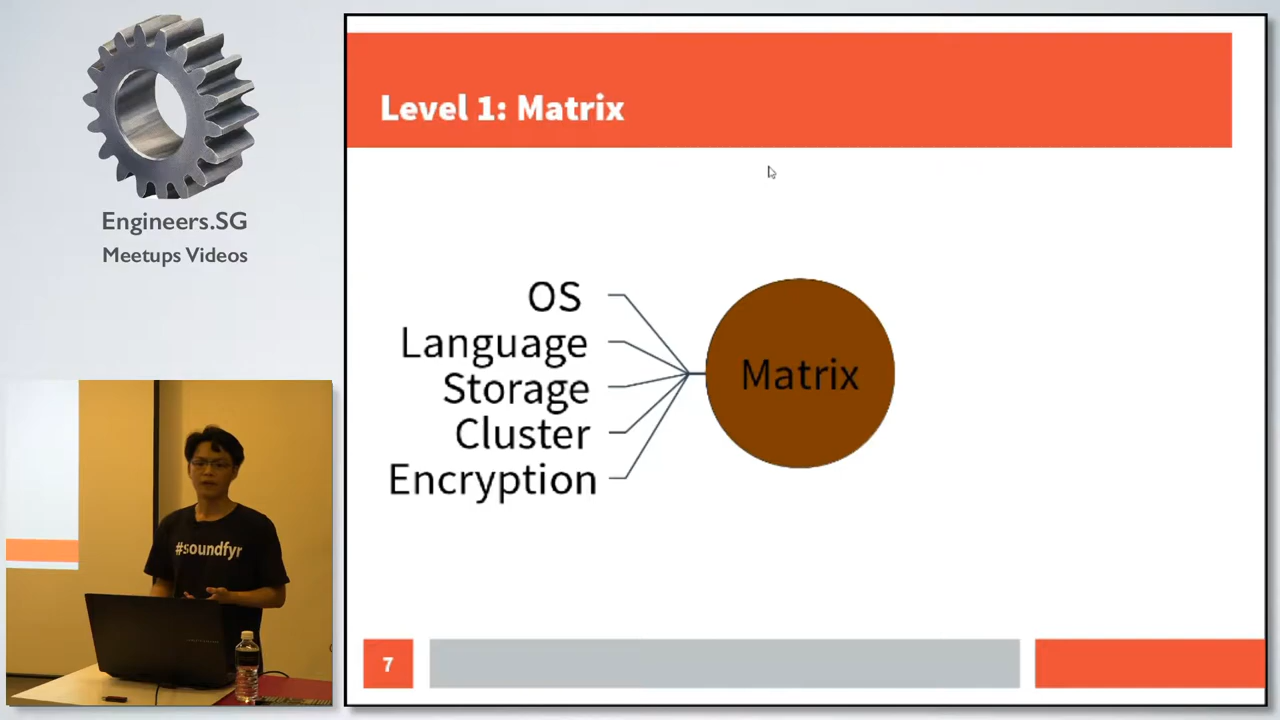 Engineers.SG
Meetups Videos
Level 1: Matrix
OS
Language
Storage
Cluster
Encryption
Matrix
#soundfyr
7